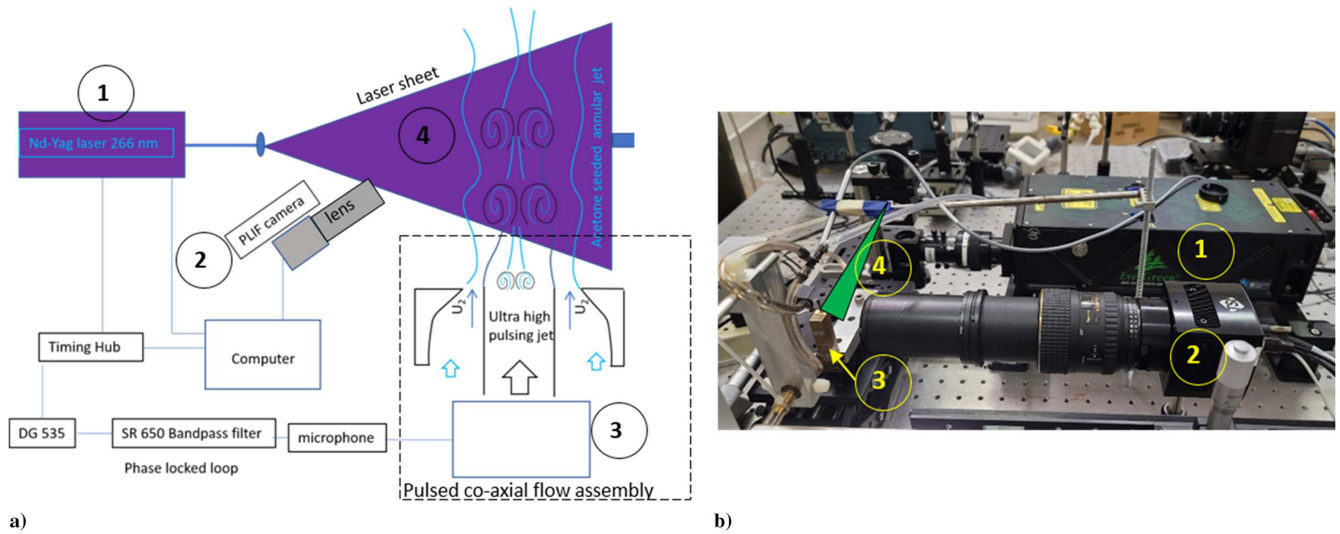 1
Nd-Yag laser 266 nm
Laser sheet
4
Acetone seeded annular jet
PLIF camera
lens
2
U2
U2
Ultra high
pulsing jet
Timing Hub
Computer
3
DG 535
SR 650 Bandpass filter
microphone
Phase locked loop
Pulsed co-axial flow assembly
a)
1
EverGreen
4
2
3
b)